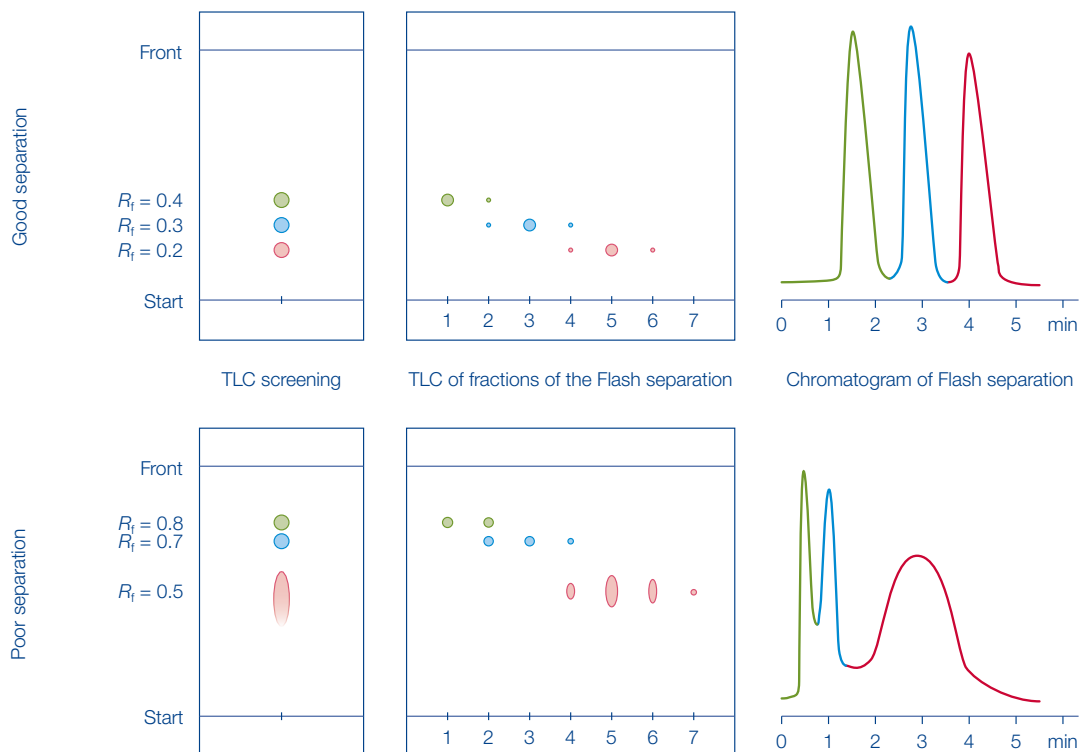 Good separation
Front
Rf = 0.4
Rf = 0.3
Rf = 0.2
Start
1 2 3 4 5 6 7
0 1 2 3 4 5 min
TLC screening
TLC of fractions of the Flash separation
Chromatogram of Flash separation
Poor separation
Front
Rf = 0.8
Rf = 0.7
Rf = 0.5
Start
1 2 3 4 5 6 7
0 1 2 3 4 5 min